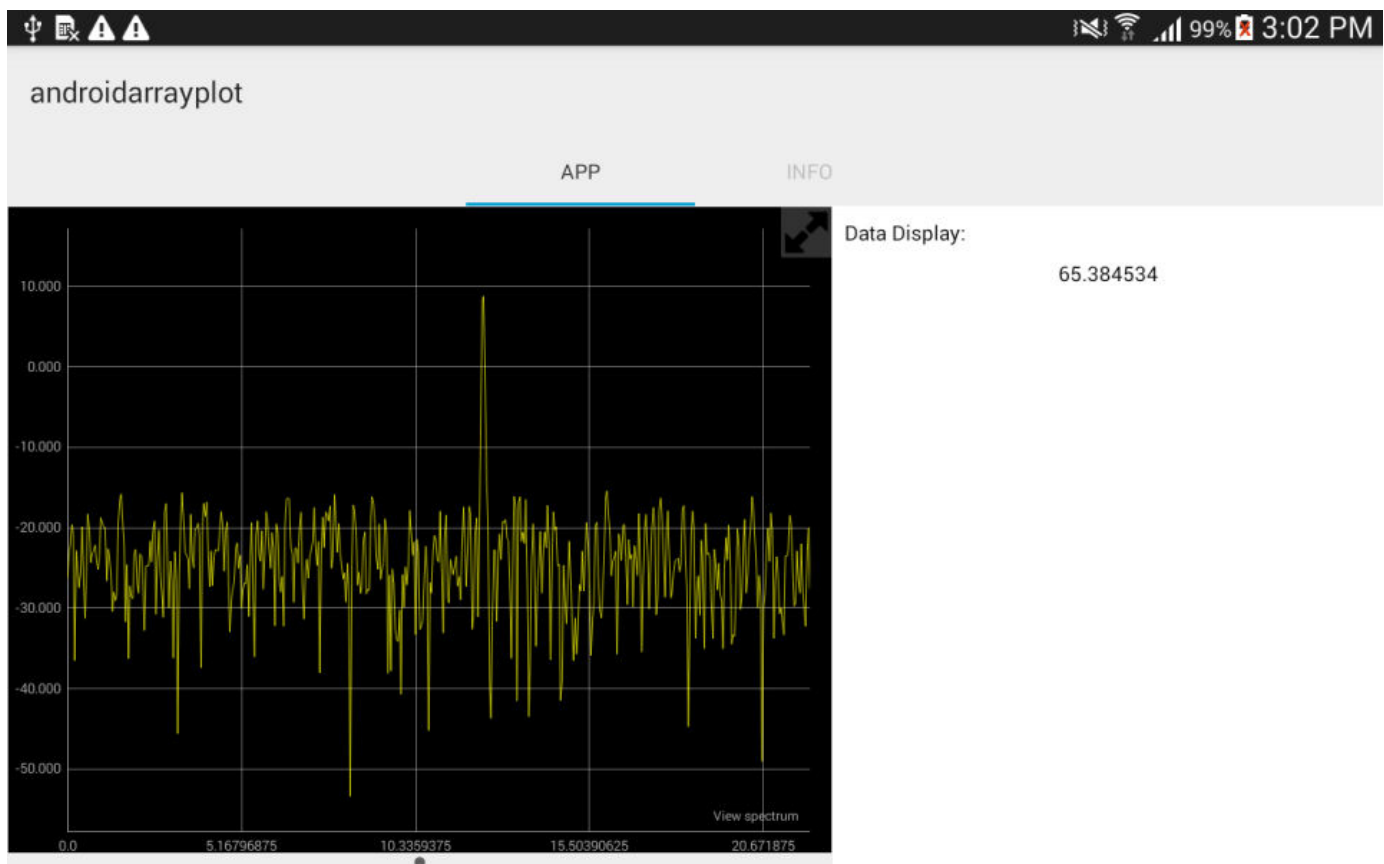 99% 3:02 PM
androidarrayplot
APP INFO
Data Display:
65.384534
10.000
0.000
-10.000
-20.000
-30.000
-40.000
-50.000
View spectrum
0.0 5.16796875 10.3359375 15.50390625 20.671875